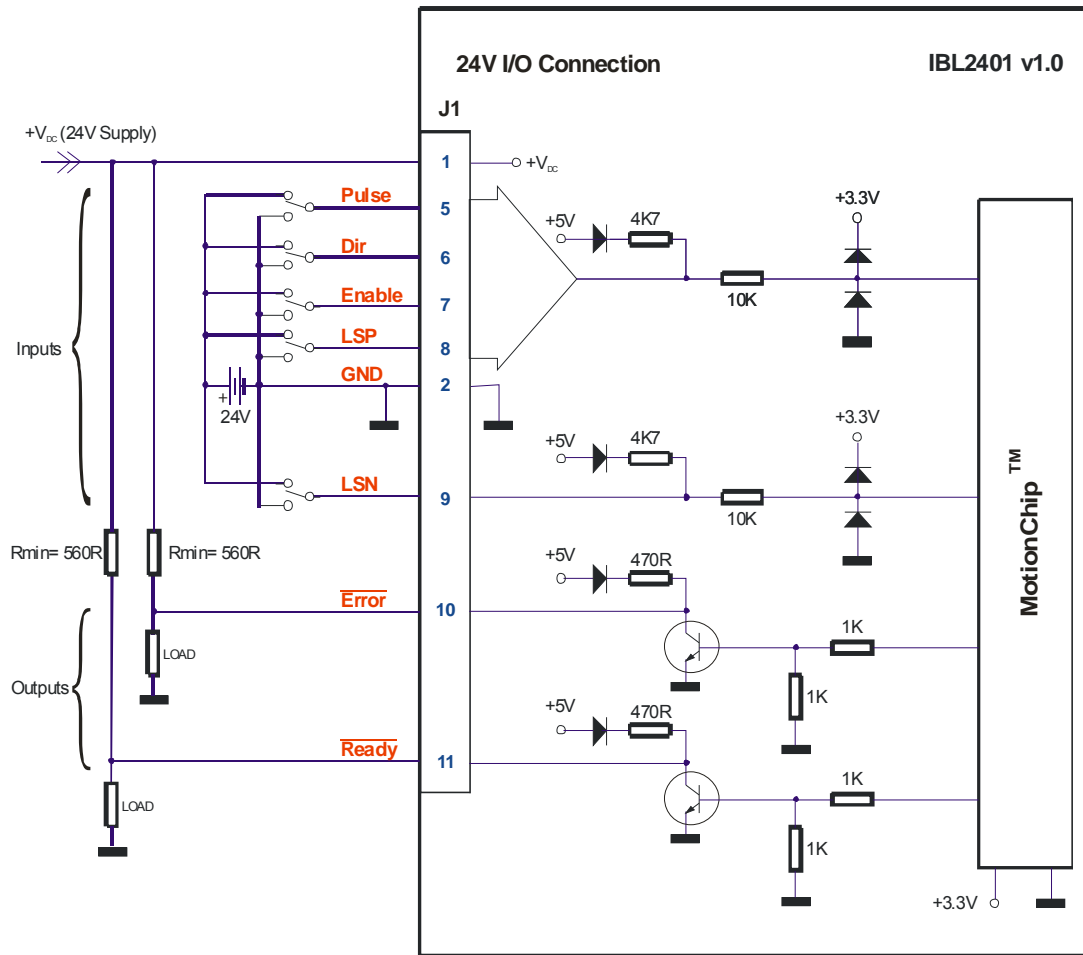 24V I/O Connection
IBL2401 v1.0
J1
+VDC (24V Supply)
1
+VDC
Pulse
5
+5V
4K7
+3.3V
Dir
6
10K
Enable
7
LSP
8
Inputs
GND
2
+
24V
+5V
4K7
+3.3V
LSN
9
10K
MotionChip™
Rmin= 560R
Rmin= 560R
+5V
470R
Error
10
1K
LOAD
1K
Outputs
+5V
470R
Ready
11
1K
LOAD
1K
+3.3V